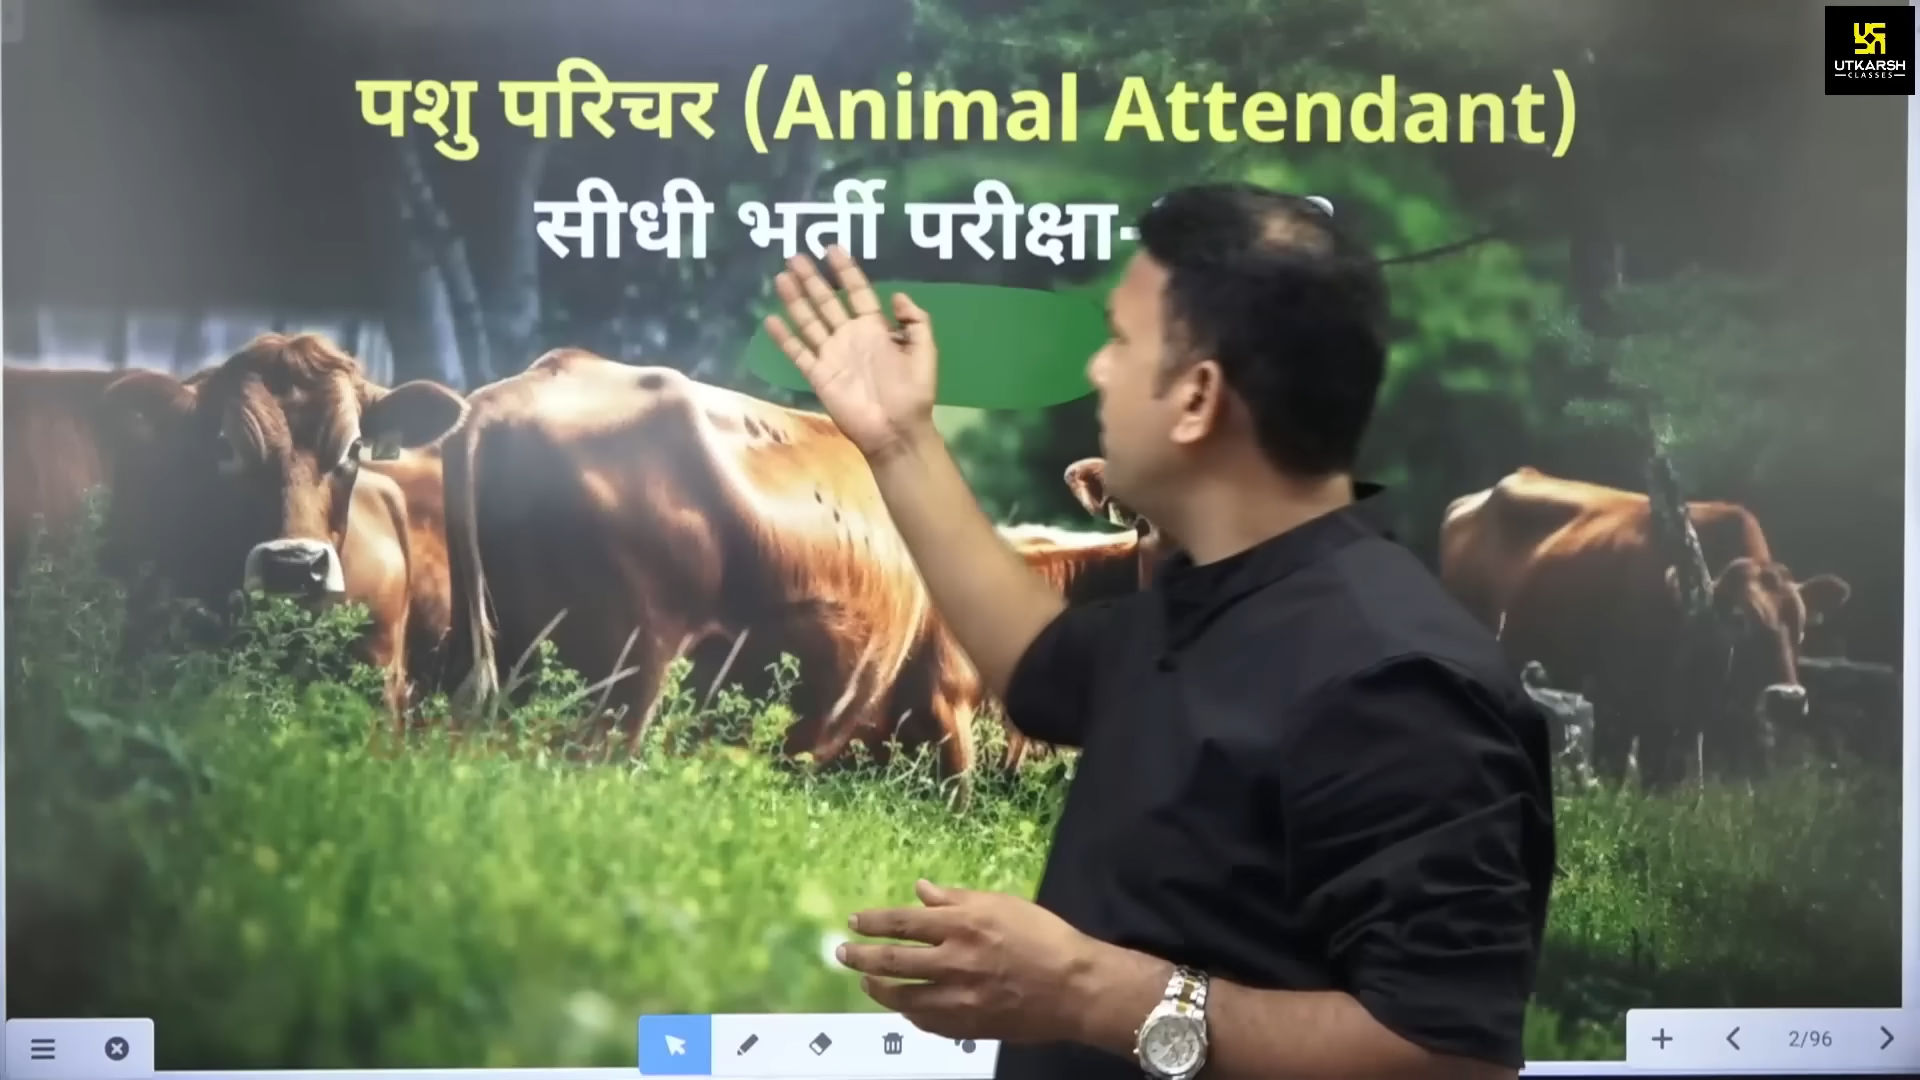 UTKARSH
CLASSES
पशु परिचर (Animal Attendant)
सीधी भर्ती परीक्षा-
2/96